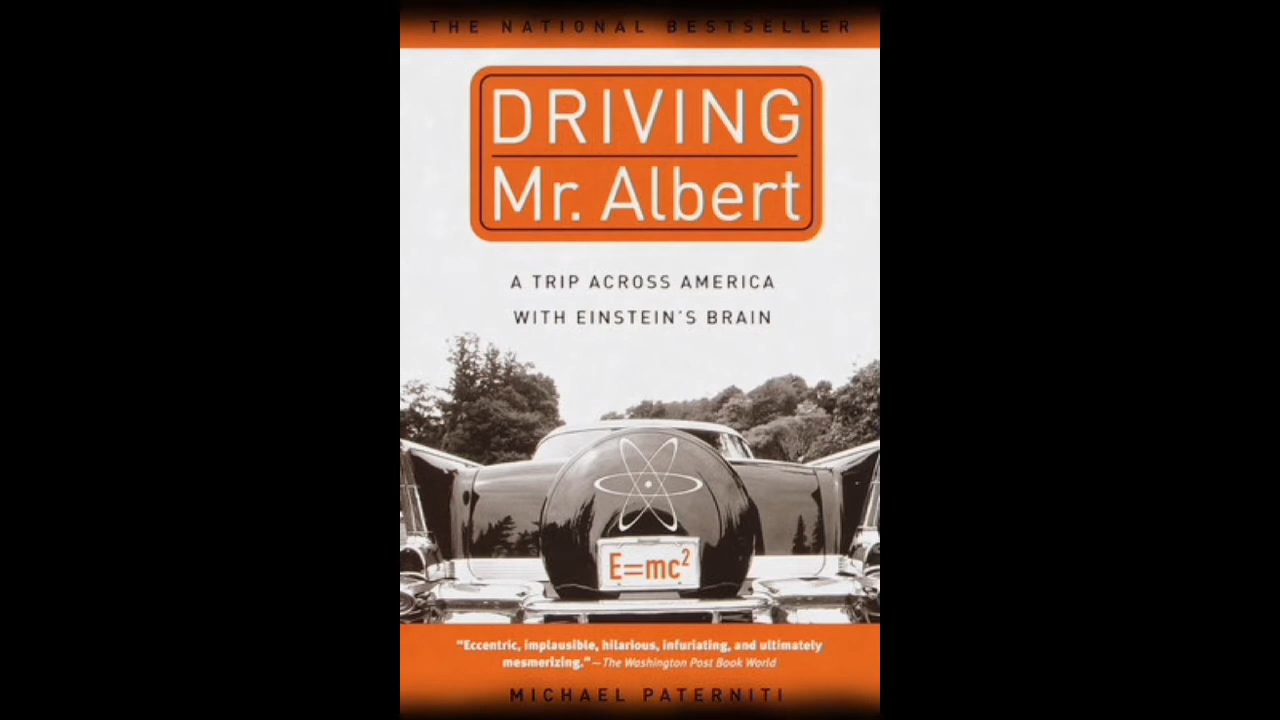 THE NATIONAL BESTSELLER
DRIVING
Mr. Albert
A TRIP ACROSS AMERICA
WITH EINSTEIN'S BRAIN
E=mc²
"Eccentric, implausible, hilarious, infuriating, and ultimately
mesmerizing."—The Washington Post Book World
MICHAEL PATERNITI